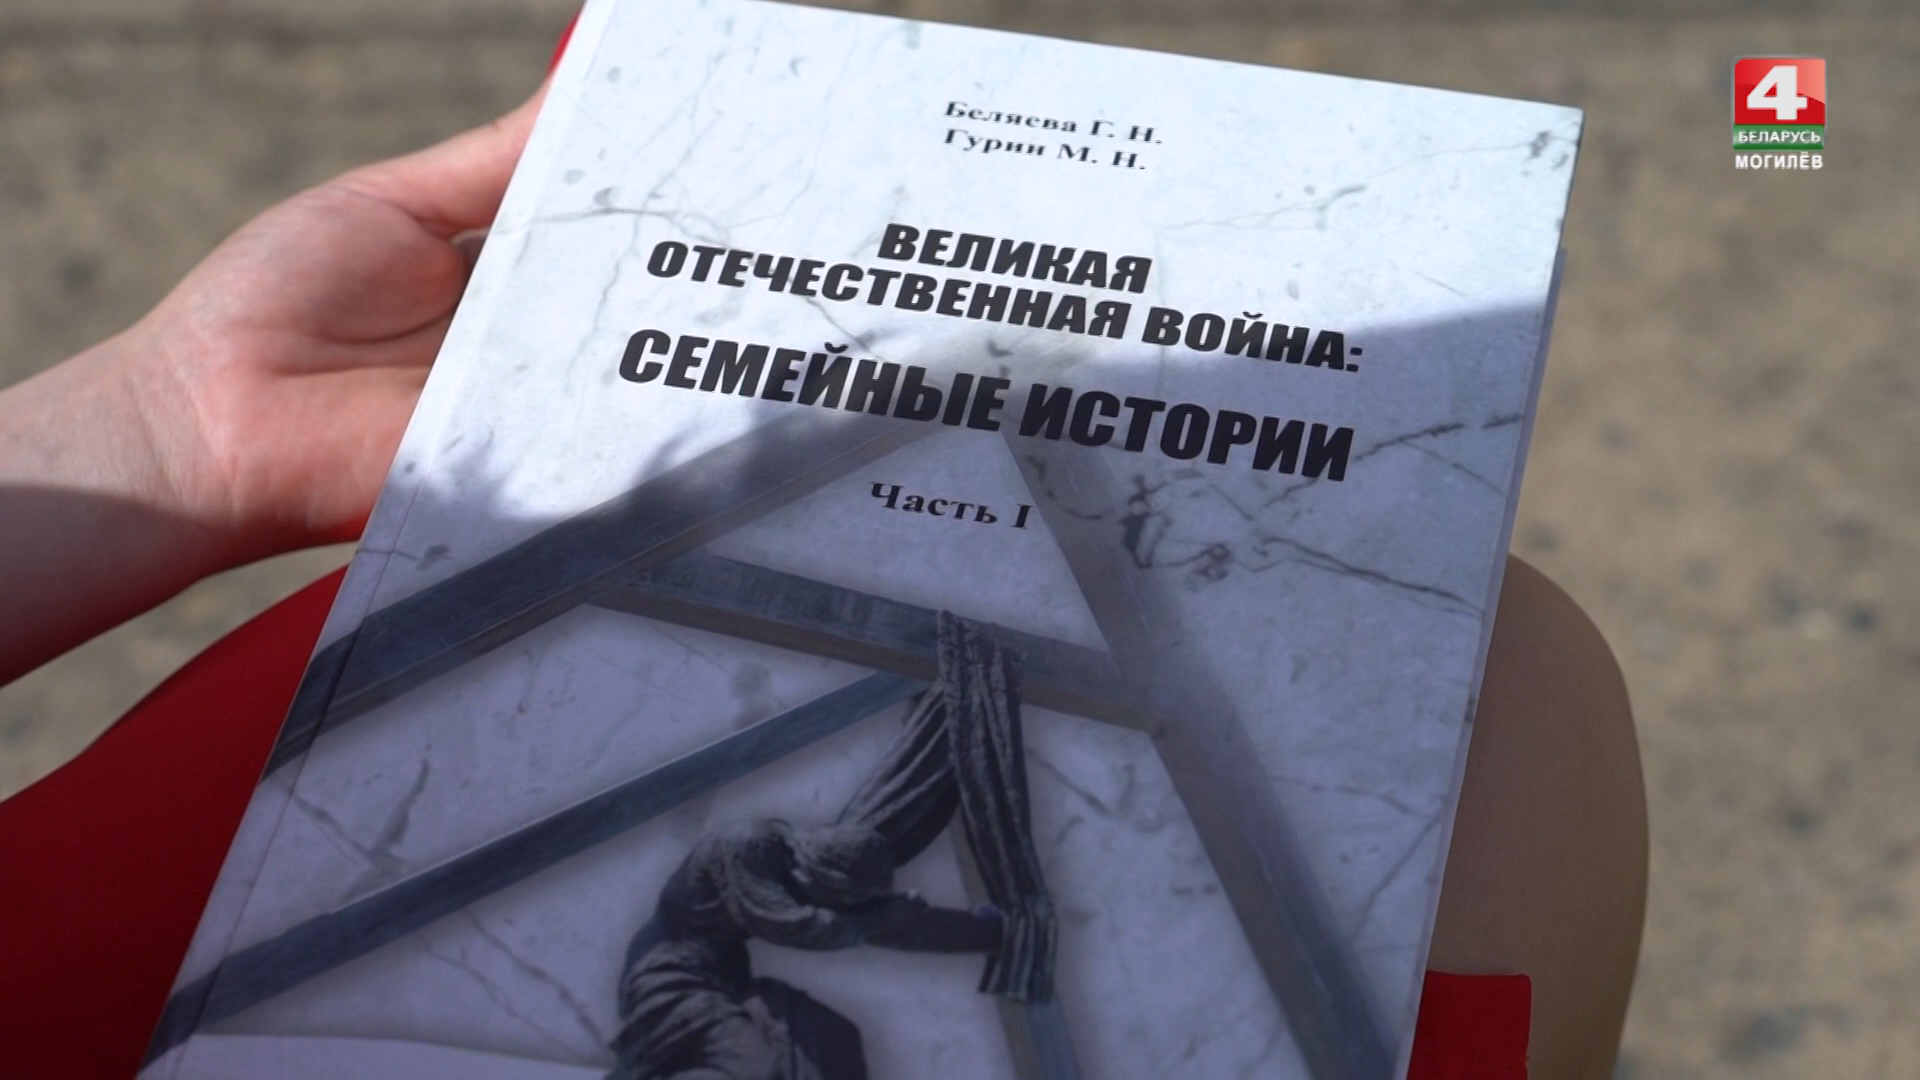 Беляева Г. Н.
Гурин М. Н.
ВЕЛИКАЯ
ОТЕЧЕСТВЕННАЯ ВОЙНА:
СЕМЕЙНЫЕ ИСТОРИИ
Часть I
4
БЕЛАРУСЬ
МОГИЛЁВ